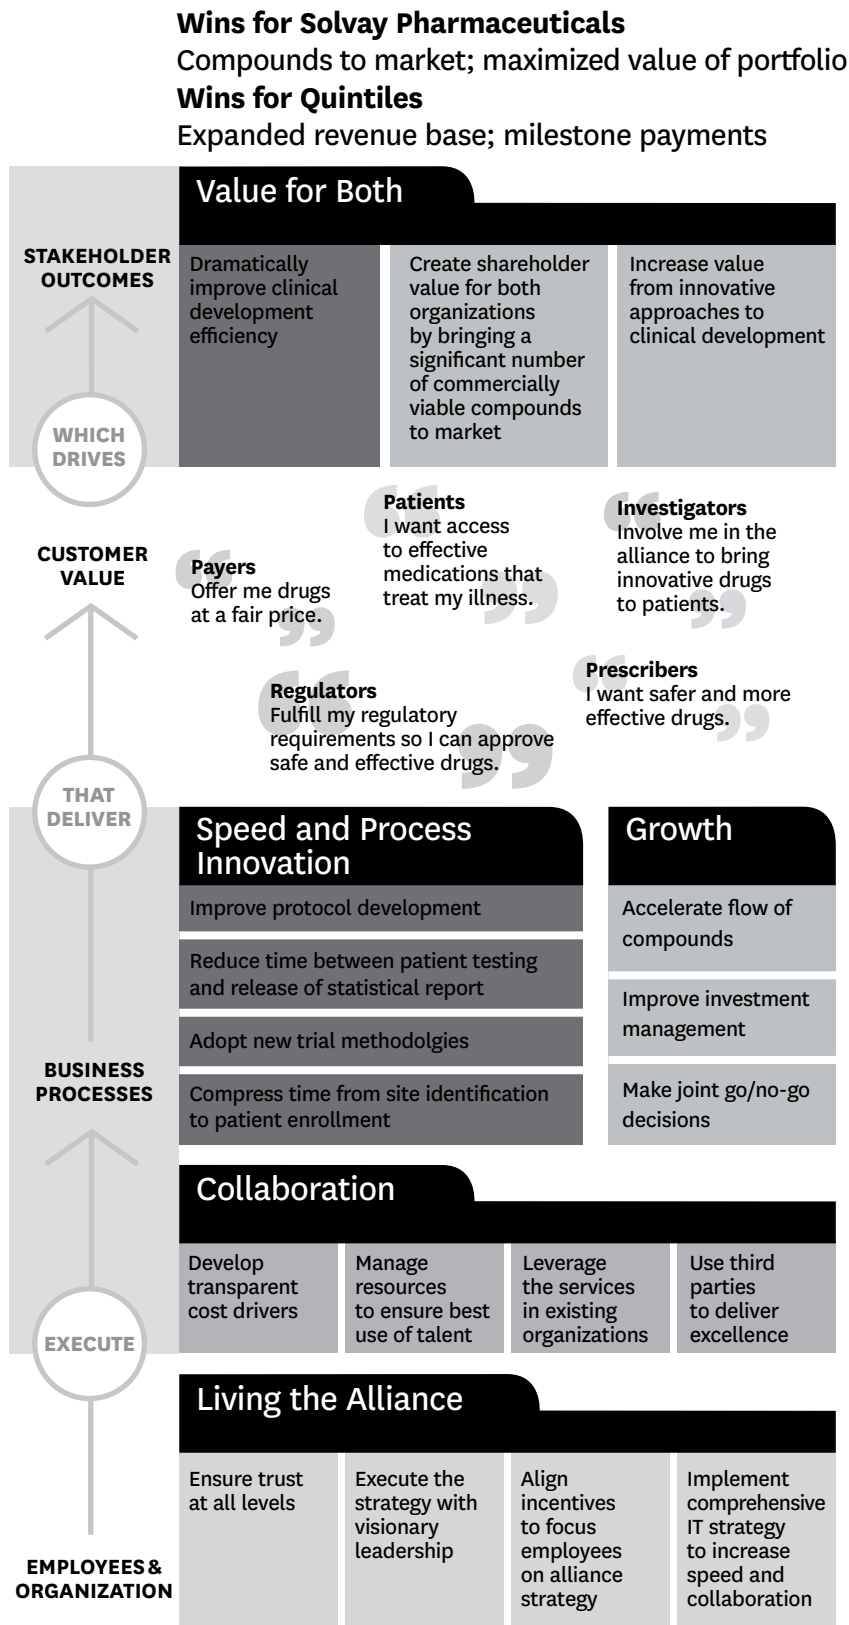 Wins for Solvay Pharmaceuticals
Compounds to market; maximized value of portfolio
Wins for Quintiles
Expanded revenue base; milestone payments
Value for Both
STAKEHOLDER
OUTCOMES
Dramatically
improve clinical
development
efficiency
Create shareholder
value for both
organizations
by bringing a
significant number
of commercially
viable compounds
to market
Increase value
from innovative
approaches to
clinical development
WHICH
DRIVES
CUSTOMER
VALUE
Payers
Offer me drugs
at a fair price.
Patients
I want access
to effective
medications that
treat my illness.
Investigators
Involve me in the
alliance to bring
innovative drugs
to patients.
Regulators
Fulfill my regulatory
requirements so I can approve
safe and effective drugs.
Prescribers
I want safer and more
effective drugs.
THAT
DELIVER
Speed and Process
Innovation
Improve protocol development
Reduce time between patient testing
and release of statistical report
Adopt new trial methodolgies
Compress time from site identification
to patient enrollment
Growth
Accelerate flow of
compounds
Improve investment
management
Make joint go/no-go
decisions
BUSINESS
PROCESSES
Collaboration
Develop
transparent
cost drivers
Manage
resources
to ensure best
use of talent
Leverage
the services
in existing
organizations
Use third
parties
to deliver
excellence
EXECUTE
Living the Alliance
Ensure trust
at all levels
Execute the
strategy with
visionary
leadership
Align
incentives
to focus
employees
on alliance
strategy
Implement
comprehensive
IT strategy
to increase
speed and
collaboration
EMPLOYEES &
ORGANIZATION